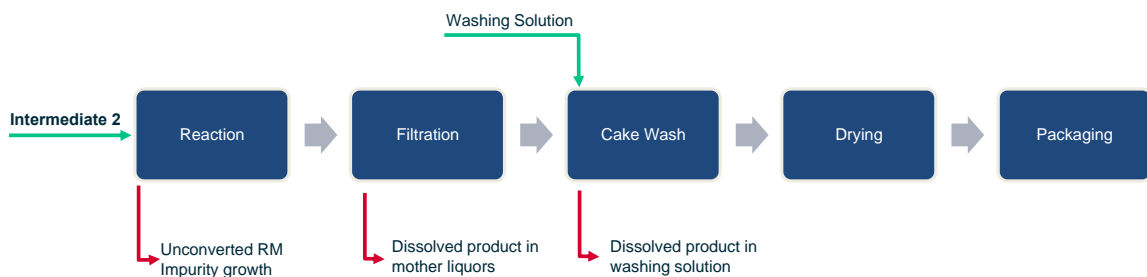 Washing Solution
Intermediate 2
Reaction
Filtration
Cake Wash
Drying
Packaging
Unconverted RM
Impurity growth
Dissolved product in
mother liquors
Dissolved product in
washing solution